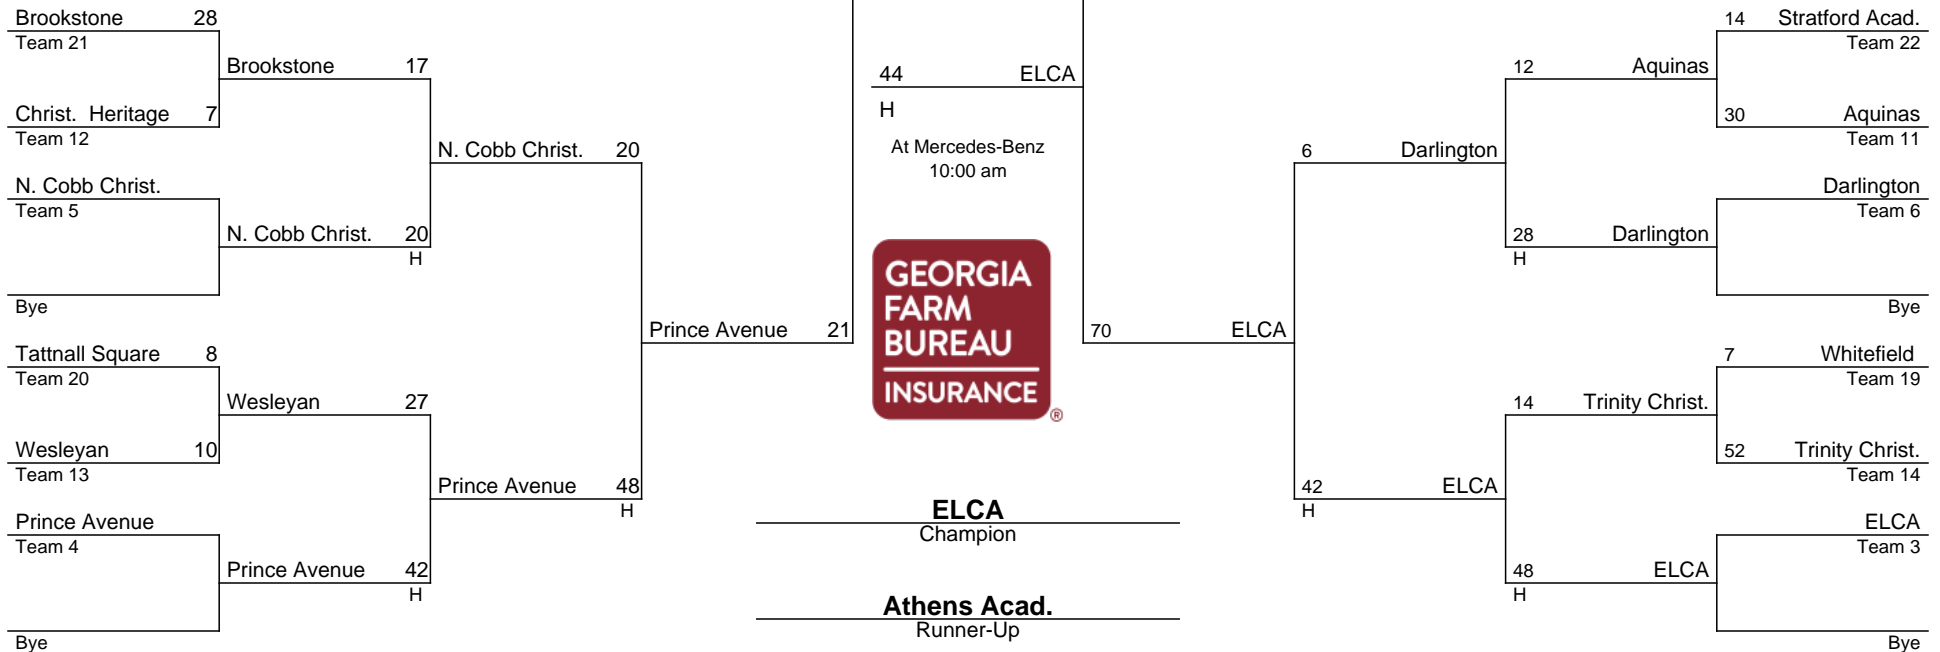 Brookstone 28
Team 21
Brookstone 17
Christ. Heritage 7
Team 12
N. Cobb Christ. 20
N. Cobb Christ.
Team 5
N. Cobb Christ. 20
H
Bye
Prince Avenue 21
Tattnall Square 8
Team 20
Wesleyan 27
Wesleyan 10
Team 13
Prince Avenue 48
H
Prince Avenue
Team 4
Prince Avenue 42
H
Bye
44 ELCA
H
At Mercedes-Benz
10:00 am
GEORGIA
FARM
BUREAU
INSURANCE
®
ELCA
Champion
Athens Acad.
Runner-Up
14 Stratford Acad.
Team 22
12 Aquinas
30 Aquinas
Team 11
6 Darlington
Darlington
Team 6
28 Darlington
H
Bye
70 ELCA
7 Whitefield
Team 19
14 Trinity Christ.
52 Trinity Christ.
Team 14
42 ELCA
H
ELCA
Team 3
48 ELCA
H
Bye